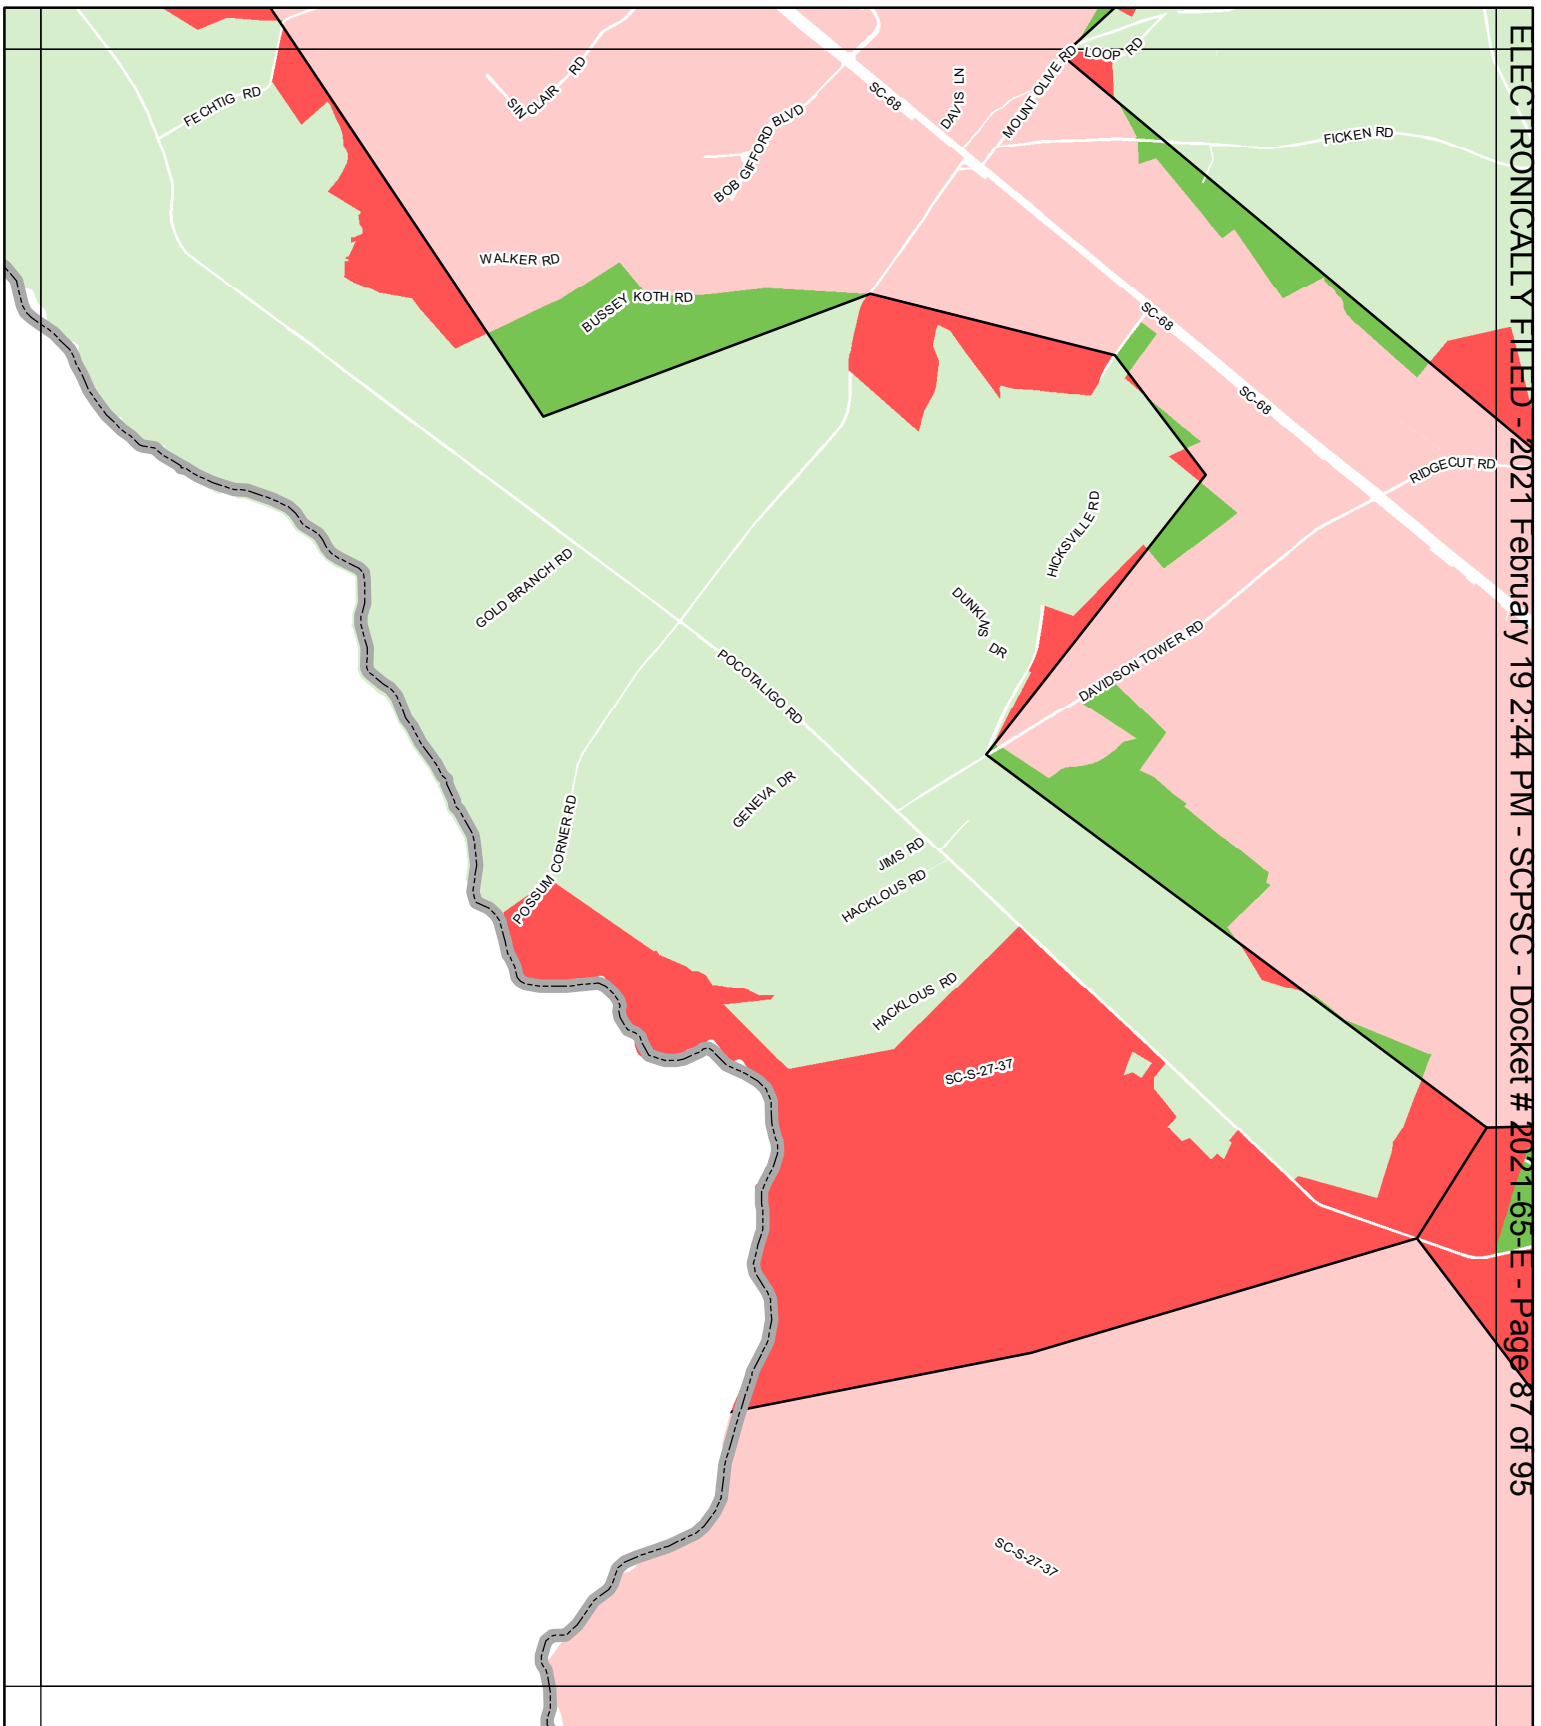 LOOP RD
MOUNT OLIVE RD
DAVIS LN
SC-68
SINCLAIR RD
FECHTIG RD
BOB GIFFORD BLVD
FICKEN RD
WALKER RD
BUSSEY KOTH RD
SC-68
SC-68
RIDGECUT RD
HICKSVILLE RD
GOLD BRANCH RD
DUNKINS DR
DAVIDSON TOWER RD
POCOTALIGO RD
GENEVA DR
POSSUM CORNER RD
JIMS RD
HACKLOUS RD
HACKLOUS RD
SC-S-27-37
SC-S-27-37
ELECTRONICALLY FILED - 2021 February 19 2:44 PM - SCPSC - Docket # 2021-65-E - Page 87 of 95